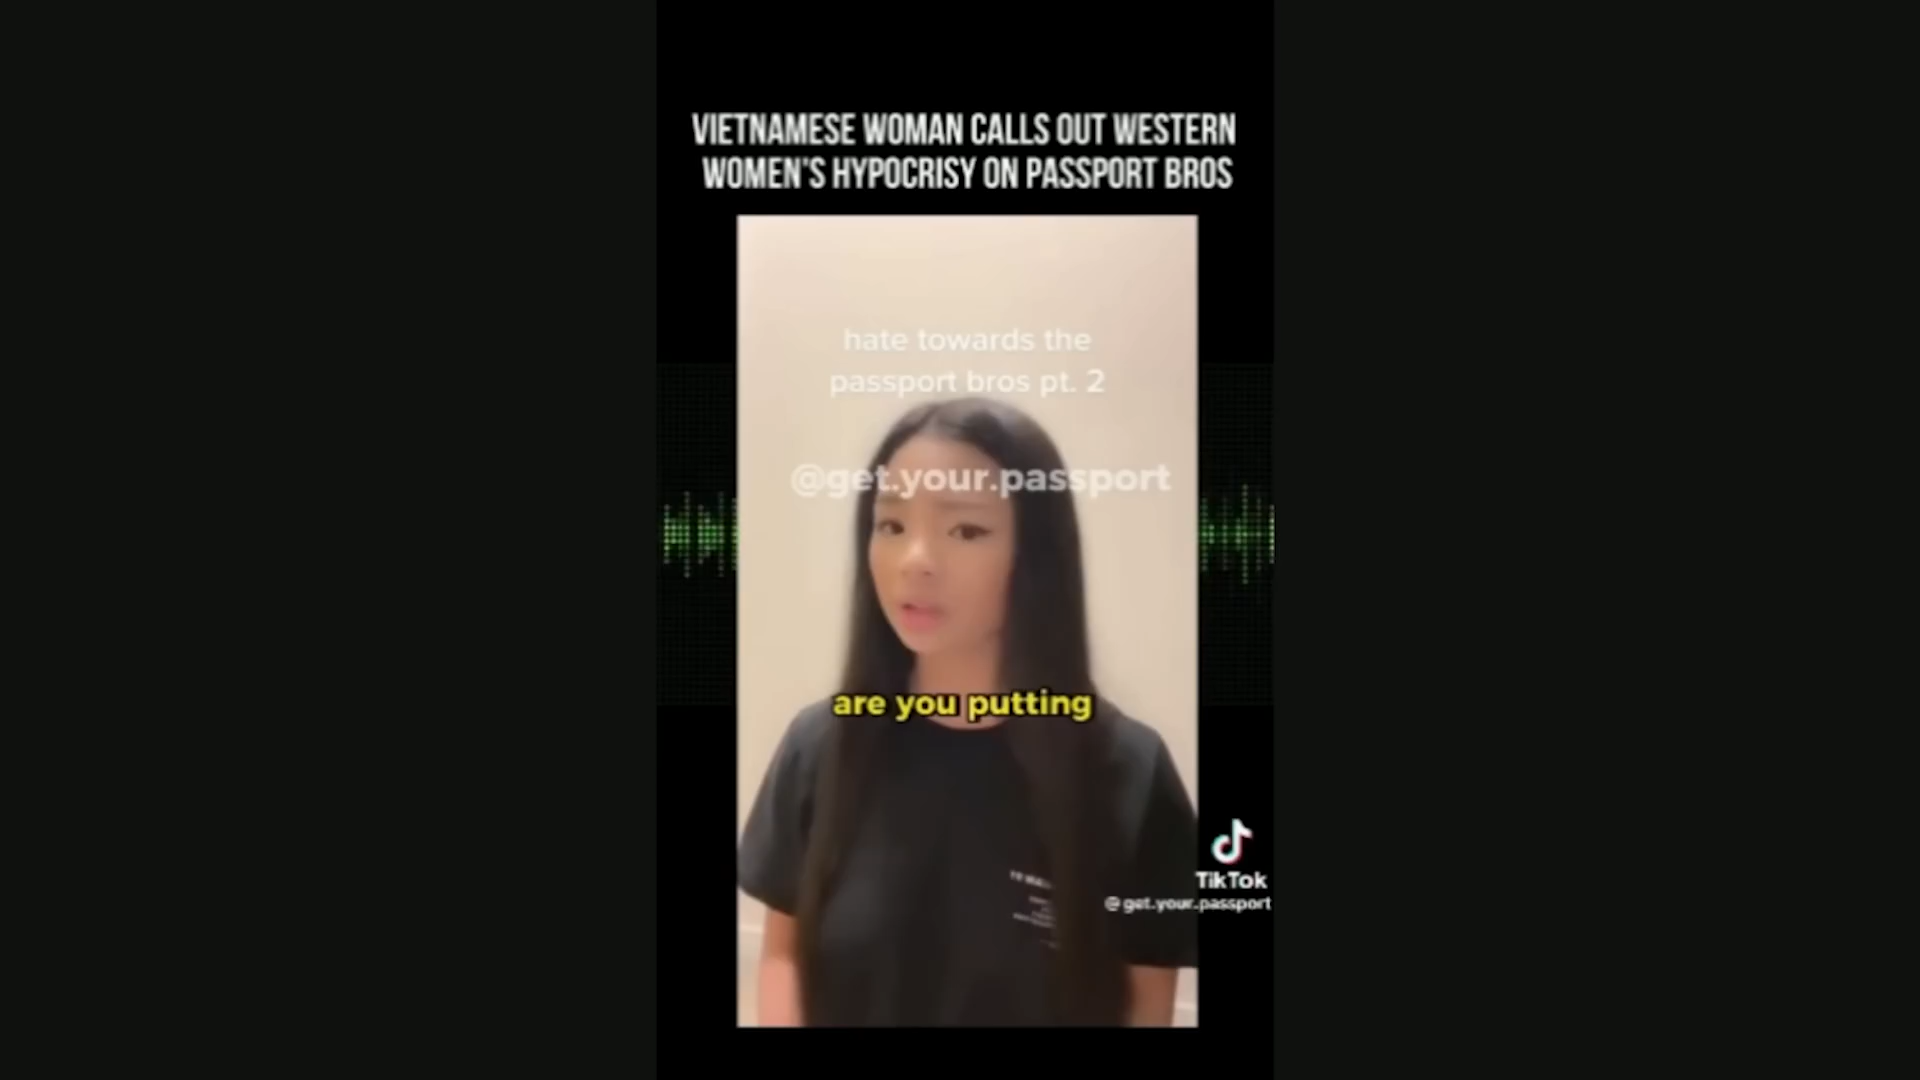 VIETNAMESE WOMAN CALLS OUT WESTERN
WOMEN'S HYPOCRISY ON PASSPORT BROS
hate towards the
passport bros pt. 2
@get.your.passport
are you putting
TikTok
@get.your.passport